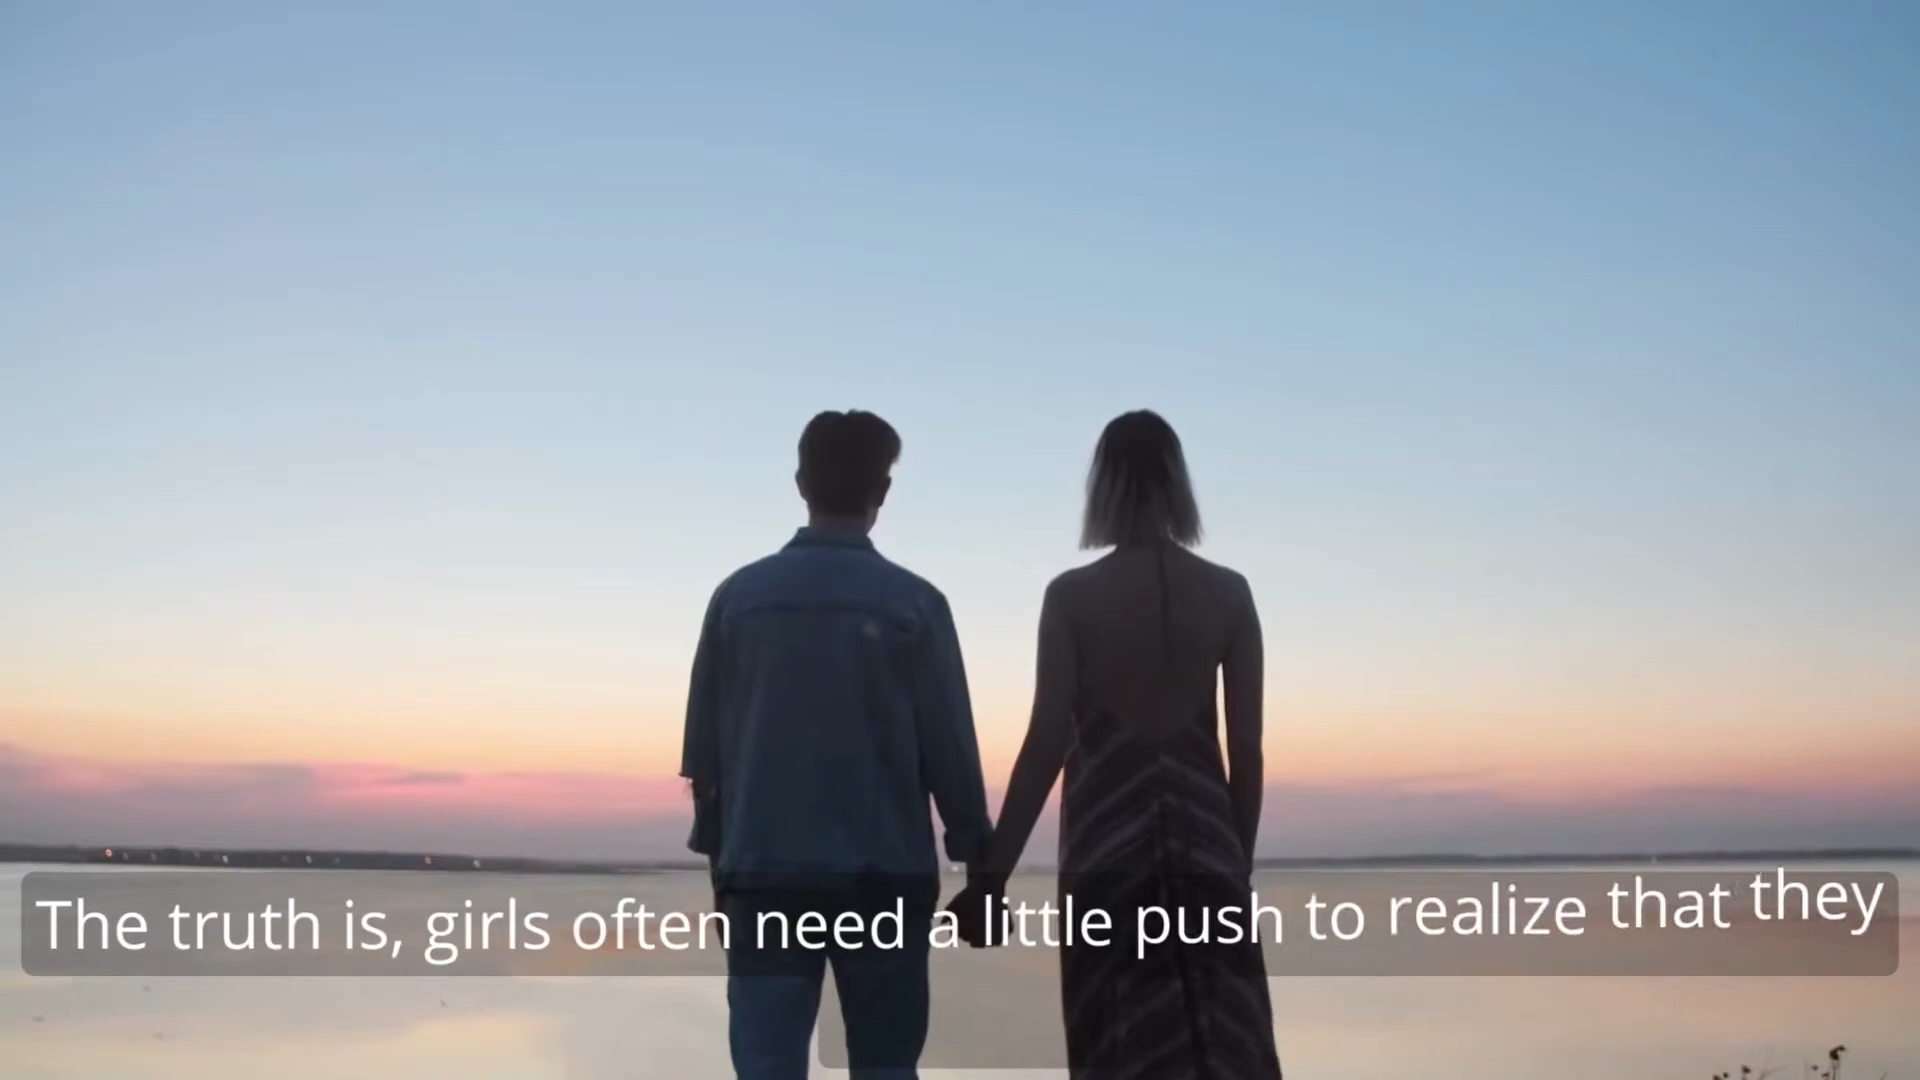 The truth is, girls often need a little push to realize that they